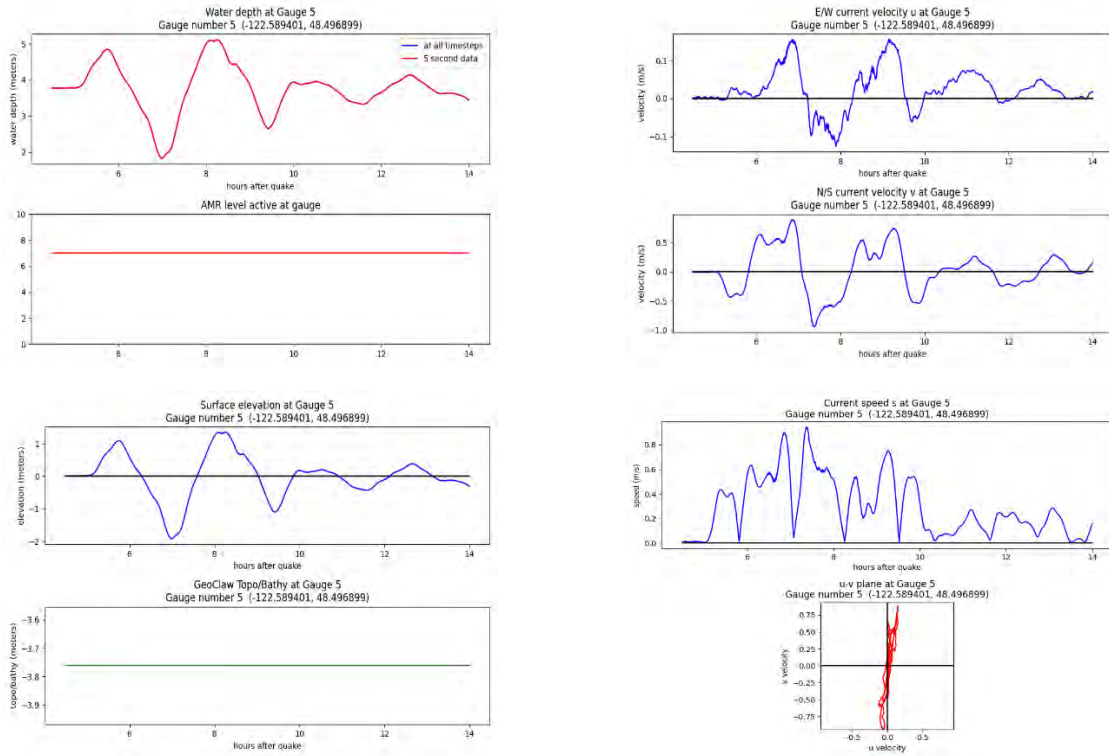 Water depth at Gauge 5
Gauge number 5 (-122.589401, 48.496899)
water depth (meters)
5
4
3
2
at all timesteps
5 second data
6
8
10
12
14
hours after quake
AMR level active at gauge
10
8
6
4
2
0
6
8
10
12
14
Surface elevation at Gauge 5
Gauge number 5 (-122.589401, 48.496899)
elevation (meters)
1
0
−1
−2
6
8
10
12
14
hours after quake
GeoClaw Topo/Bathy at Gauge 5
Gauge number 5 (-122.589401, 48.496899)
topo/bathy (meters)
−3.6
−3.7
−3.8
−3.9
6
8
10
12
14
hours after quake
E/W current velocity u at Gauge 5
Gauge number 5 (-122.589401, 48.496899)
velocity (m/s)
0.1
0.0
−0.1
6
8
10
12
14
hours after quake
N/S current velocity v at Gauge 5
Gauge number 5 (-122.589401, 48.496899)
velocity (m/s)
0.5
0.0
−0.5
−1.0
6
8
10
12
14
hours after quake
Current speed s at Gauge 5
Gauge number 5 (-122.589401, 48.496899)
speed (m/s)
0.8
0.6
0.4
0.2
0.0
6
8
10
12
14
hours after quake
u-v plane at Gauge 5
Gauge number 5 (-122.589401, 48.496899)
v velocity
0.75
0.50
0.25
0.00
−0.25
−0.50
−0.75
−0.5
0.0
0.5
u velocity